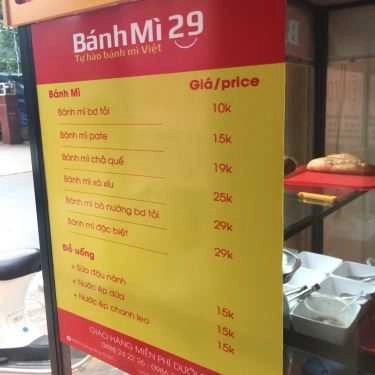 BánhMì 29
Tự hào bánh mì Việt
Bánh Mì Giá/price
Bánh mì bơ tỏi 10k
Bánh mì pate 15k
Bánh mì chả quế 19k
Bánh mì xá xíu 25k
Bánh mì bò nướng bơ tỏi 29k
Bánh mì đặc biệt 29k
Đồ uống
+ Sữa đậu nành 15k
+ Nước ép dứa 15k
+ Nước ép chanh leo 15k
GIAO HÀNG MIỄN PHÍ DƯỚI